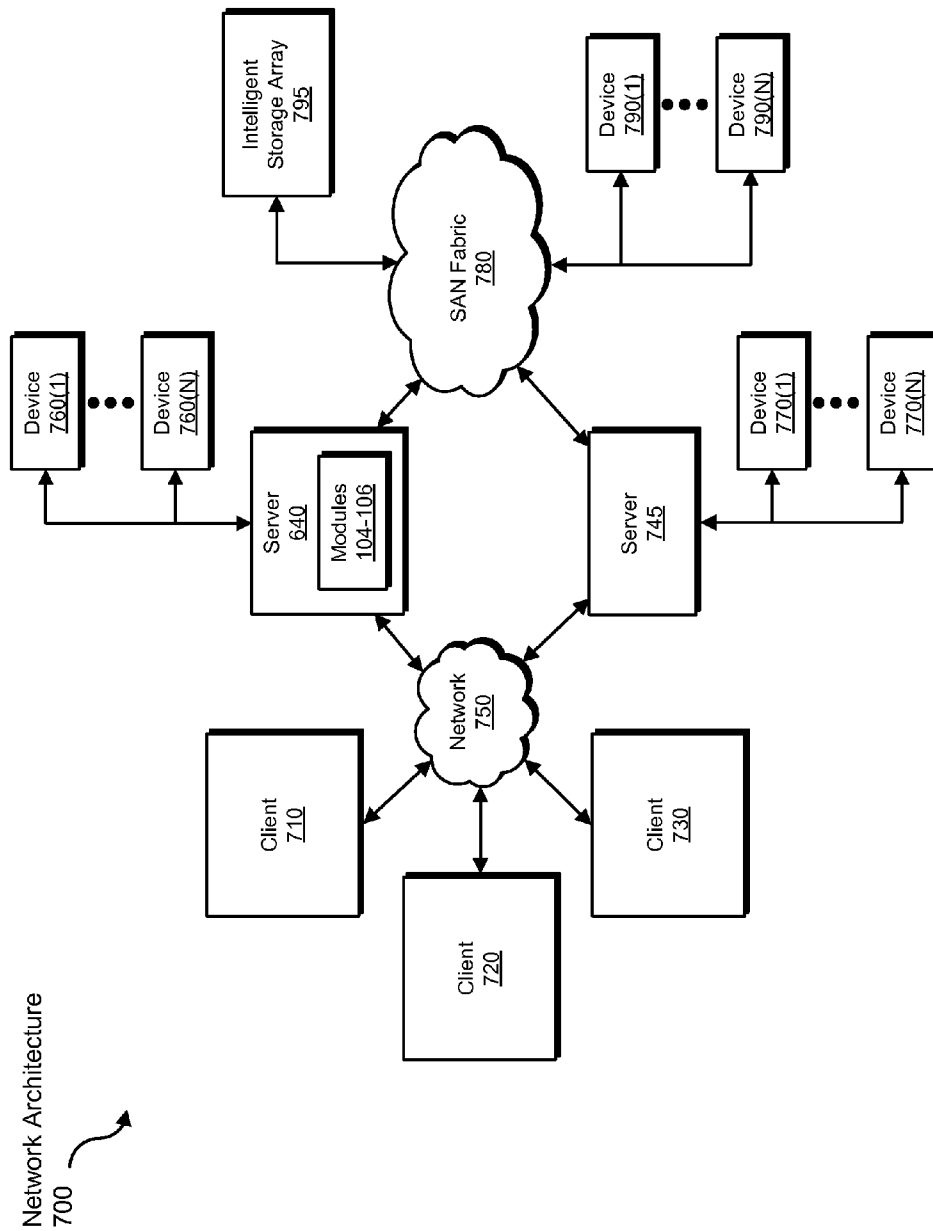 Network Architecture
700
Client
710
Client
720
Client
730
Network
750
Server
640
Modules
104-106
Server
745
Device
760(1)
Device
760(N)
Device
770(1)
Device
770(N)
SAN Fabric
780
Intelligent
Storage Array
795
Device
790(1)
Device
790(N)